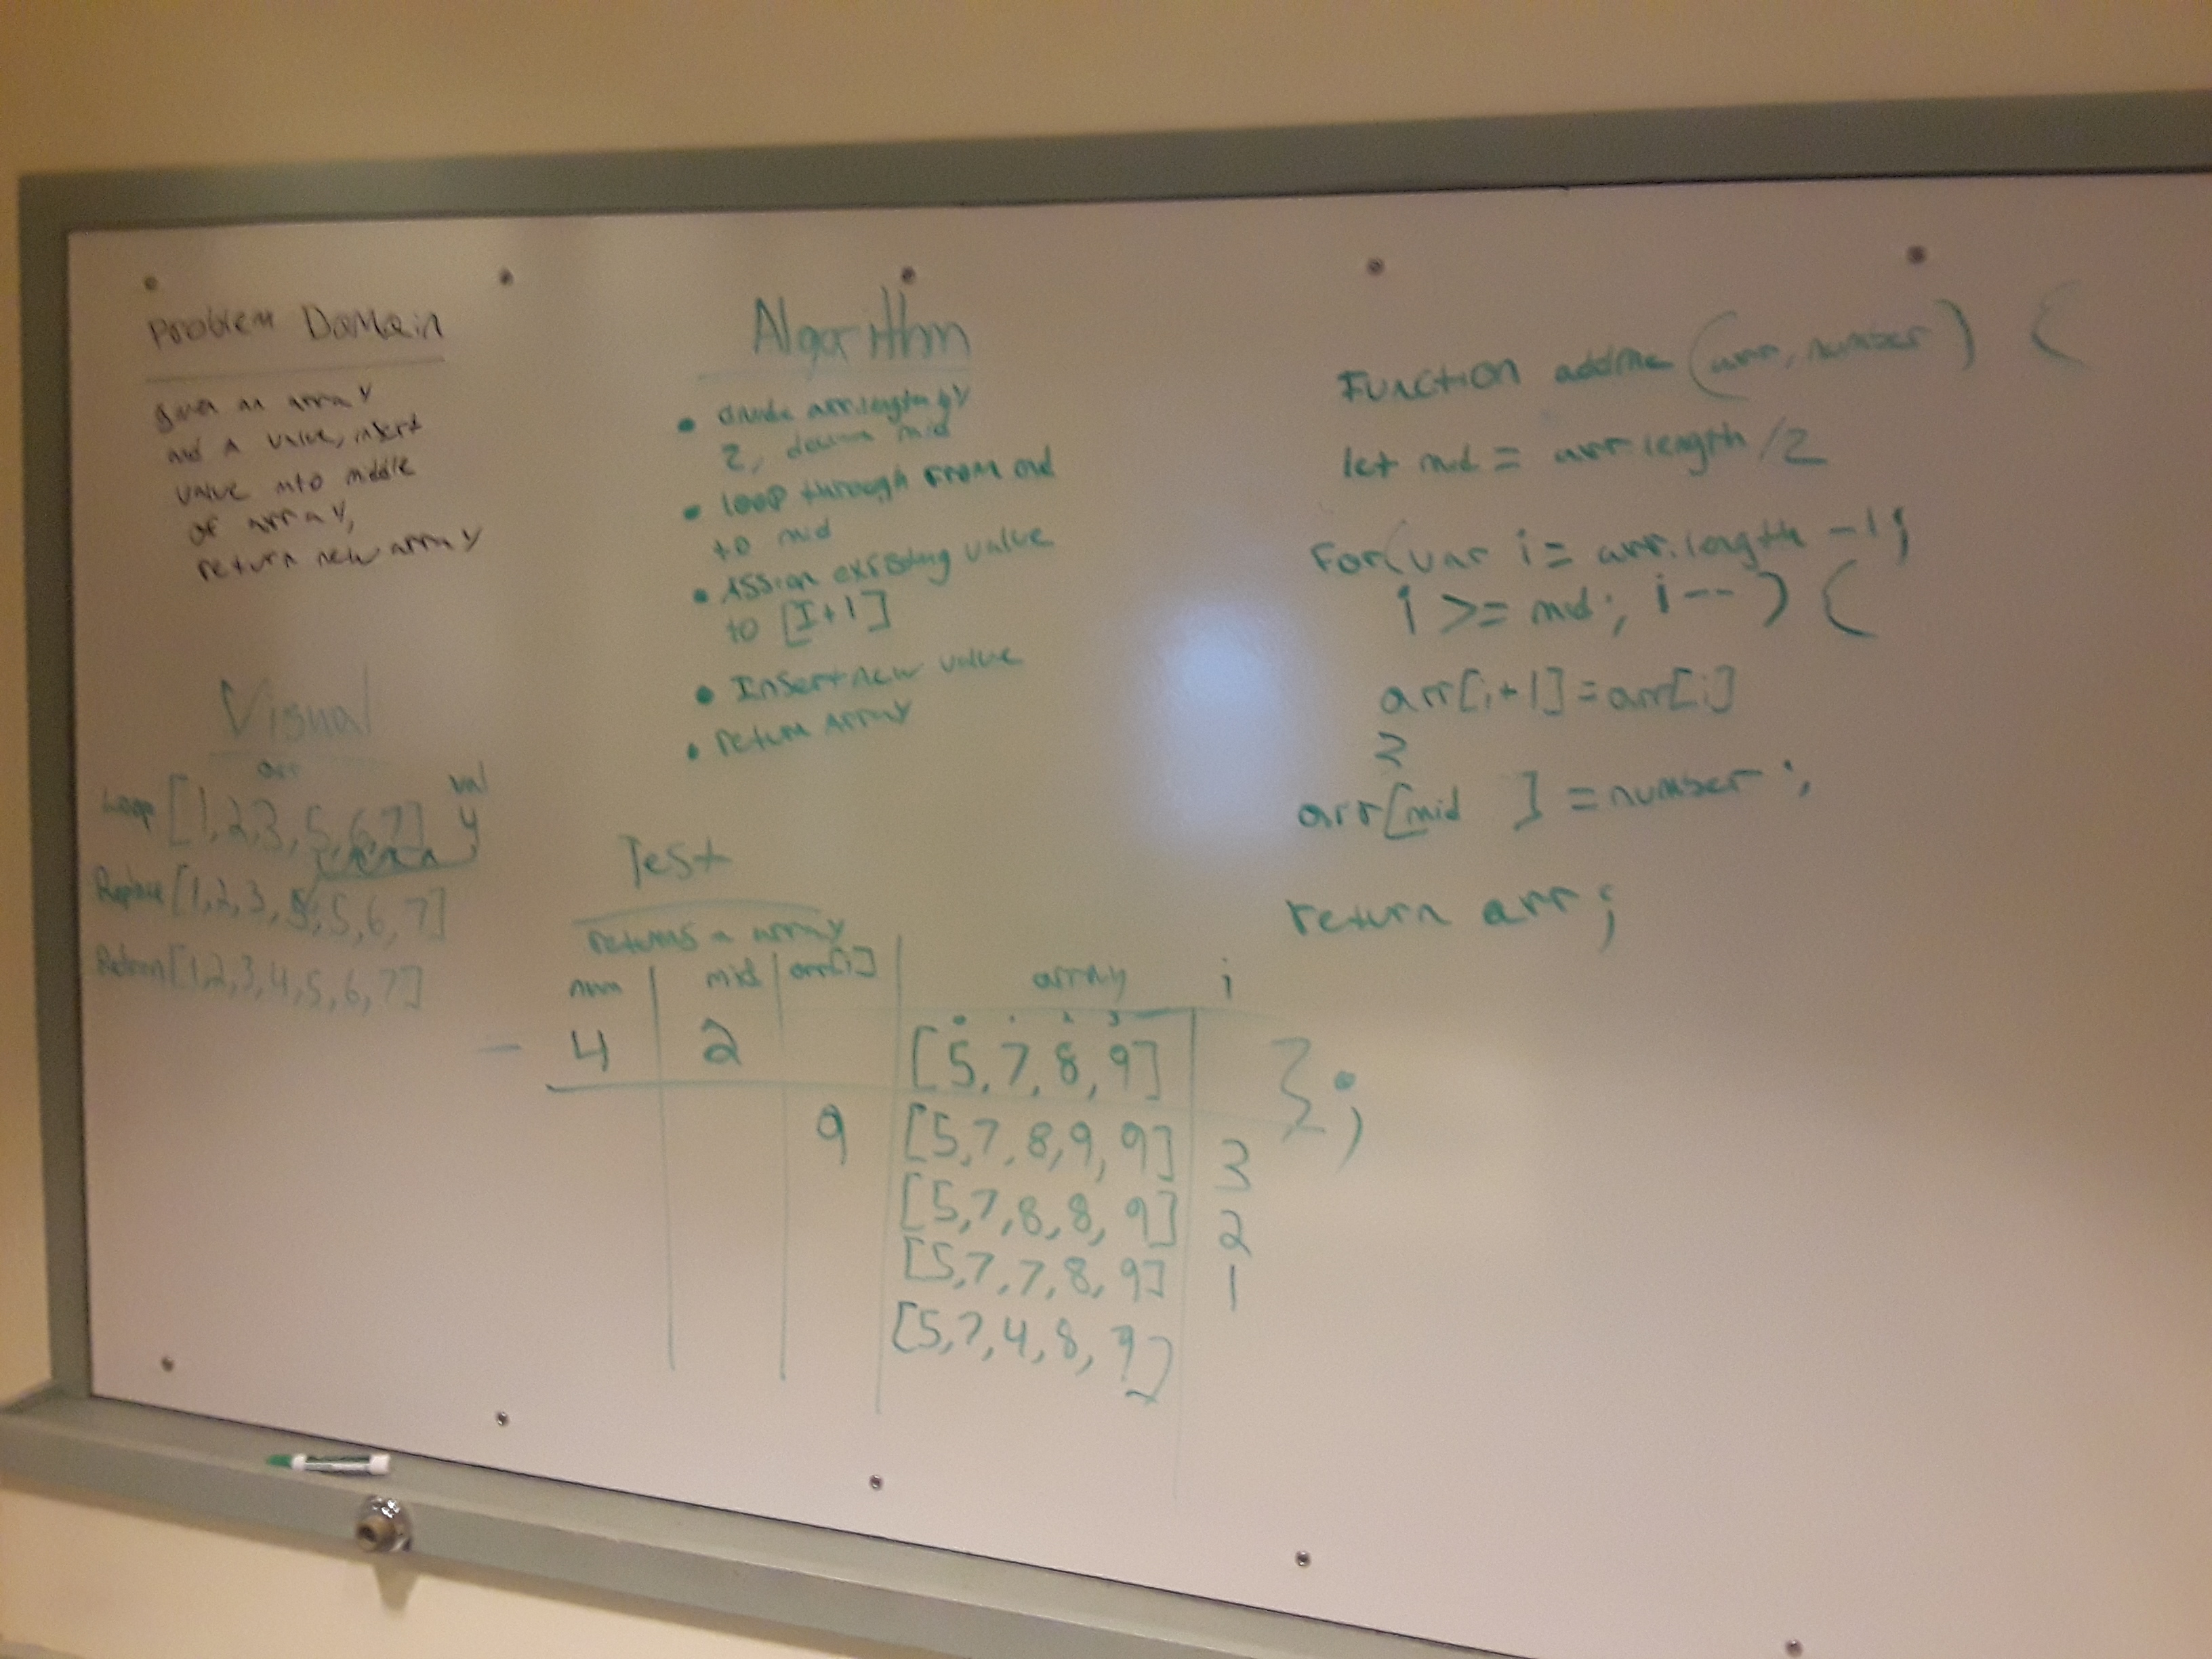 Problem Domain
given an array
and a value, insert
value into middle
of array,
return new array
Visual
arr
val
Loop [1,2,3,5,6,7] 4
Replace [1,2,3,5,5,6,7]
Return [1,2,3,4,5,6,7]
Algorithm
• divide arr.length by
2, mid
• loop through from end
to mid
• Assign existing value
to [I+1]
• Insert new value
• return Array
Test
returns a array
num mid arr[i] array i
0 1 2 3
4 2 [5,7,8,9]
9 [5,7,8,9,9] 3
[5,7,8,8,9] 2
[5,7,7,8,9] 1
[5,7,4,8,9]
Function addme (arr, number) {
let mid = arr.length/2
For(var i = arr.length -1;
i >= mid; i--) {
arr[i+1] = arr[i]
}
arr[mid ] = number;
return arr;
};